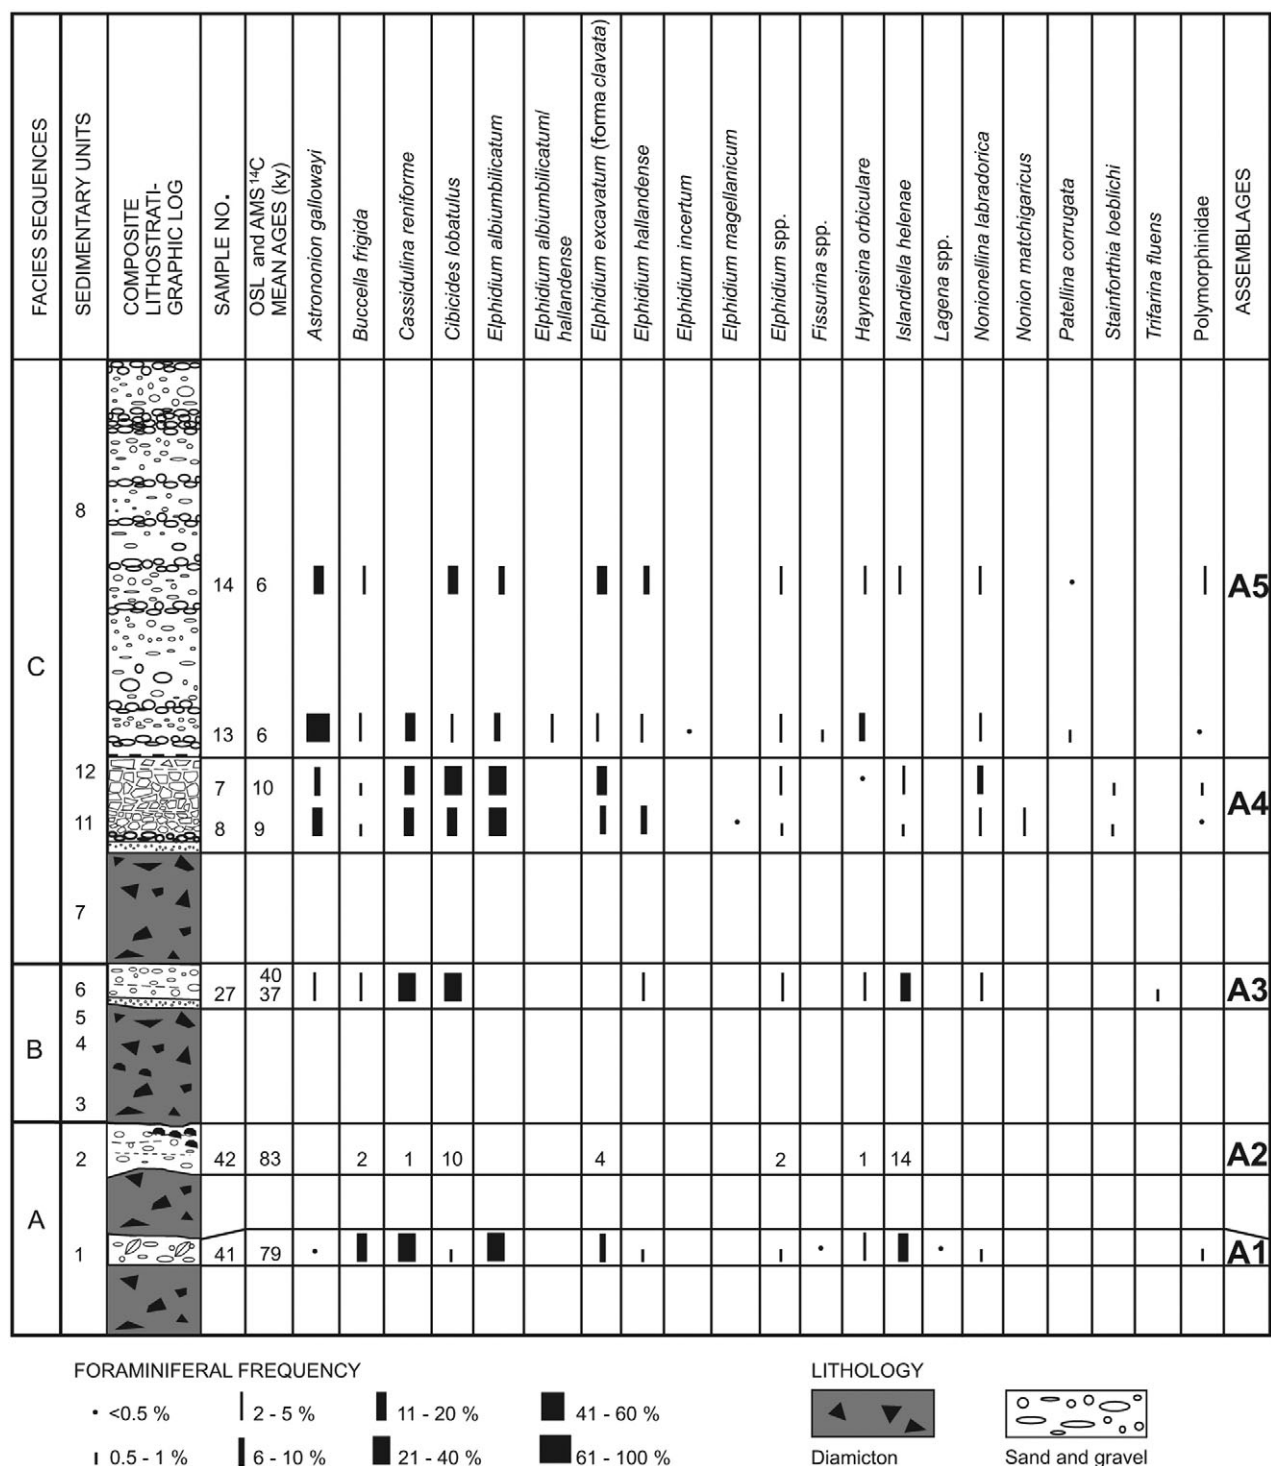 FACIES SEQUENCES
SEDIMENTARY UNITS
COMPOSITE
LITHOSTRATI-
GRAPHIC LOG
SAMPLE NO.
OSL and AMS ¹⁴C
MEAN AGES (ky)
Astrononion gallowayi
Buccella frigida
Cassidulina reniforme
Cibicides lobatulus
Elphidium albiumbilicatum
Elphidium albiumbilicatuml
hallandense
Elphidium excavatum (forma clavata)
Elphidium hallandense
Elphidium incertum
Elphidium magellanicum
Elphidium spp.
Fissurina spp.
Haynesina orbiculare
Islandiella helenae
Lagena spp.
Nonionellina labradorica
Nonion matchigaricus
Patellina corrugata
Stainforthia loeblichi
Trifarina fluens
Polymorphinidae
ASSEMBLAGES
8
14 6 A5
C
13 6
12
7 10
A4
11
8 9
7
40
6 27 37 A3
5
B 4
3
2 42 83 2 1 10 4 2 1 14 A2
A
1 41 79 A1
FORAMINIFERAL FREQUENCY
<0.5 % 2 - 5 % 11 - 20 % 41 - 60 %
0.5 - 1 % 6 - 10 % 21 - 40 % 61 - 100 %
LITHOLOGY
Diamicton Sand and gravel